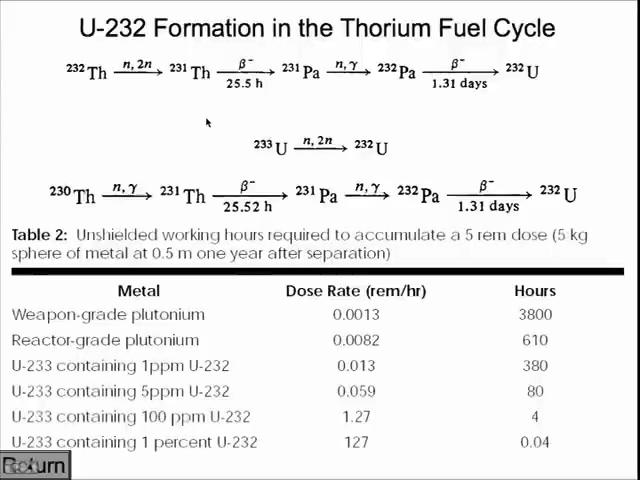 U-232 Formation in the Thorium Fuel Cycle
²³²Th —n, 2n→ ²³¹Th —β⁻ 25.5 h→ ²³¹Pa —n, γ→ ²³²Pa —β⁻ 1.31 days→ ²³²U
²³³U —n, 2n→ ²³²U
²³⁰Th —n, γ→ ²³¹Th —β⁻ 25.52 h→ ²³¹Pa —n, γ→ ²³²Pa —β⁻ 1.31 days→ ²³²U
Table 2: Unshielded working hours required to accumulate a 5 rem dose (5 kg
sphere of metal at 0.5 m one year after separation)
Metal Dose Rate (rem/hr) Hours
Weapon-grade plutonium 0.0013 3800
Reactor-grade plutonium 0.0082 610
U-233 containing 1ppm U-232 0.013 380
U-233 containing 5ppm U-232 0.059 80
U-233 containing 100 ppm U-232 1.27 4
U-233 containing 1 percent U-232 127 0.04
Return